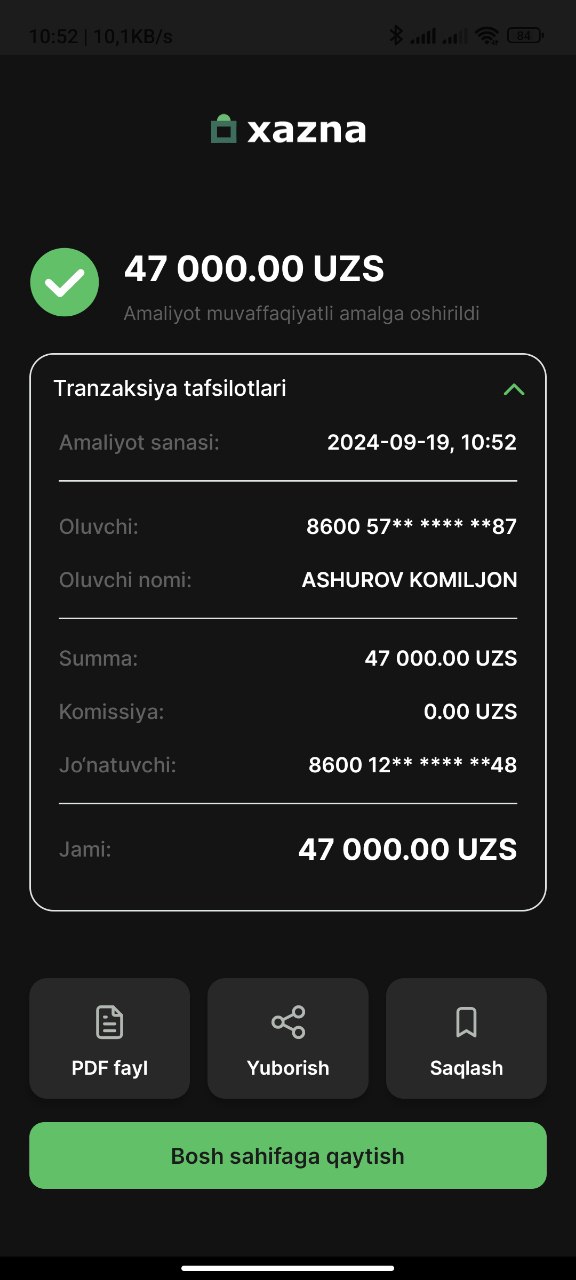 10:52 | 10,1KB/s 84
xazna
47 000.00 UZS
Amaliyot muvaffaqiyatli amalga oshirildi
Tranzaksiya tafsilotlari
Amaliyot sanasi: 2024-09-19, 10:52
Oluvchi: 8600 57** **** **87
Oluvchi nomi: ASHUROV KOMILJON
Summa: 47 000.00 UZS
Komissiya: 0.00 UZS
Jo‘natuvchi: 8600 12** **** **48
Jami: 47 000.00 UZS
PDF fayl Yuborish Saqlash
Bosh sahifaga qaytish